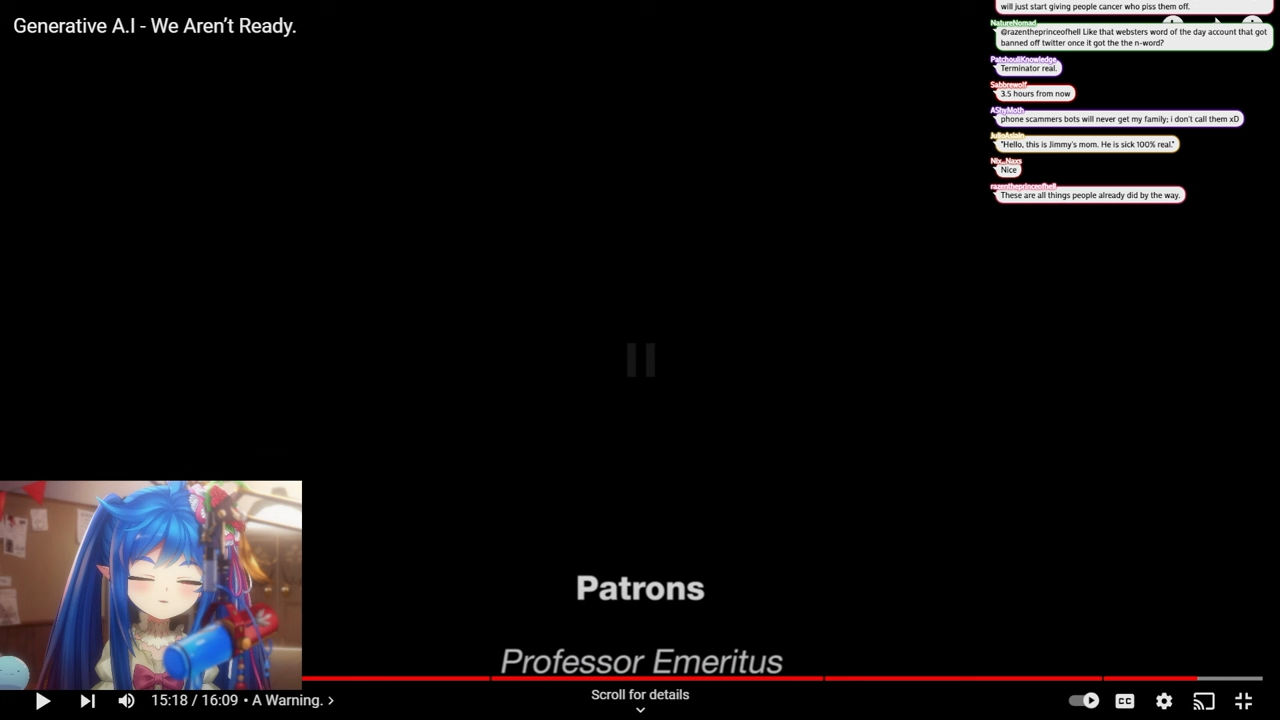 Generative A.I - We Aren’t Ready.
will just start giving people cancer who piss them off.
NatureNomad
@razentheprinceofhell Like that websters word of the day account that got
banned off twitter once it got the the n-word?
PatchouliKnowledge
Terminator real.
Sabbrewolf
3.5 hours from now
AShyMoth
phone scammers bots will never get my family; i don't call them xD
JulioAslain
"Hello, this is Jimmy's mom. He is sick 100% real."
Nix_Naxs
Nice
razentheprinceofhell
These are all things people already did by the way.
Patrons
Professor Emeritus
15:18 / 16:09 • A Warning. >
Scroll for details
CC